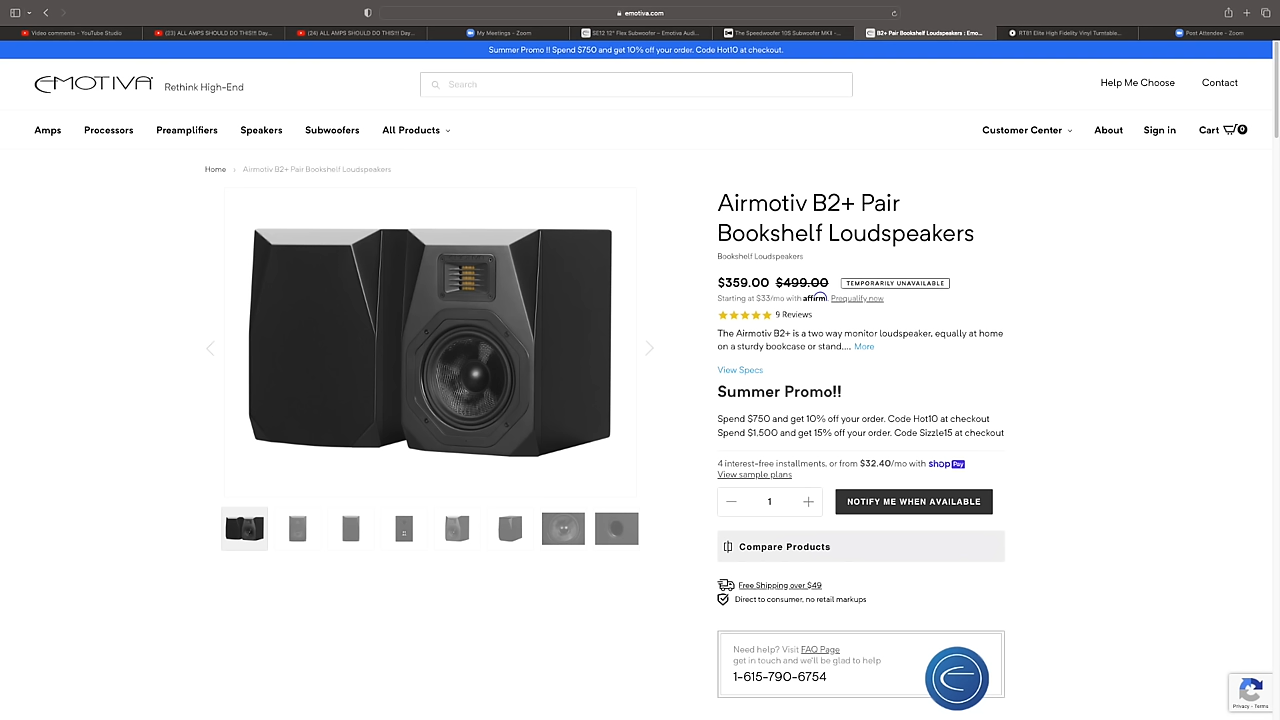 emotiva.com
Video comments - YouTube Studio
(23) ALL AMPS SHOULD DO THIS!!! Day...
(24) ALL AMPS SHOULD DO THIS!!! Day...
My Meetings - Zoom
SE12 12" Flex Subwoofer – Emotiva Audi...
The Speedwoofer 10S Subwoofer MKII -...
B2+ Pair Bookshelf Loudspeakers : Emo...
RT81 Elite High Fidelity Vinyl Turntable...
Post Attendee - Zoom
Summer Promo !! Spend $750 and get 10% off your order. Code Hot10 at checkout.
EMOTIVA Rethink High-End
Search
Help Me Choose
Contact
Amps
Processors
Preamplifiers
Speakers
Subwoofers
All Products
Customer Center
About
Sign in
Cart 0
Home › Airmotiv B2+ Pair Bookshelf Loudspeakers
Airmotiv B2+ Pair
Bookshelf Loudspeakers
Bookshelf Loudspeakers
$359.00 $499.00 TEMPORARILY UNAVAILABLE
Starting at $33/mo with affirm. Prequalify now
9 Reviews
The Airmotiv B2+ is a two way monitor loudspeaker, equally at home
on a sturdy bookcase or stand.... More
View Specs
Summer Promo!!
Spend $750 and get 10% off your order. Code Hot10 at checkout
Spend $1,500 and get 15% off your order. Code Sizzle15 at checkout
4 interest-free installments, or from $32.40/mo with shop Pay
View sample plans
1
NOTIFY ME WHEN AVAILABLE
Compare Products
Free Shipping over $49
Direct to consumer, no retail markups
Need help? Visit FAQ Page
get in touch and we'll be glad to help
1-615-790-6754
Privacy - Terms